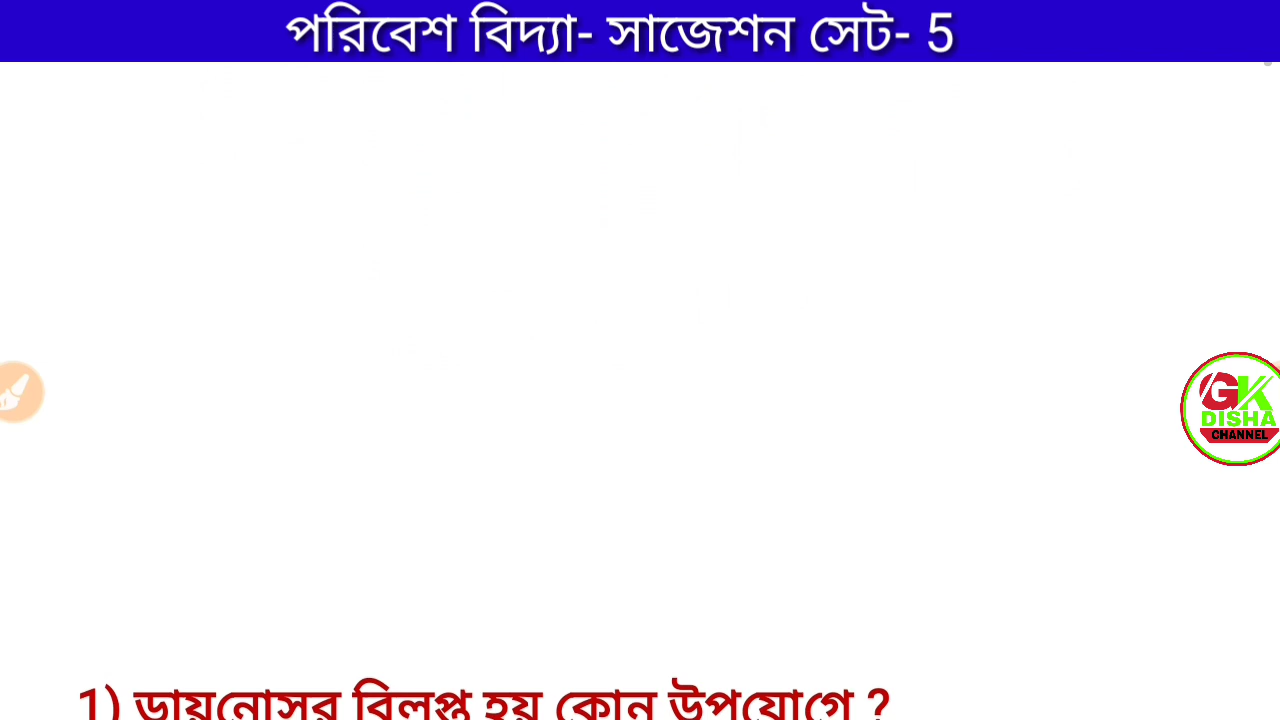 পরিবেশ বিদ্যা- সাজেশন সেট- 5
GK
DISHA
CHANNEL
1) ডায়নোসর বিলুপ্ত হয় কোন উপযোগে ?